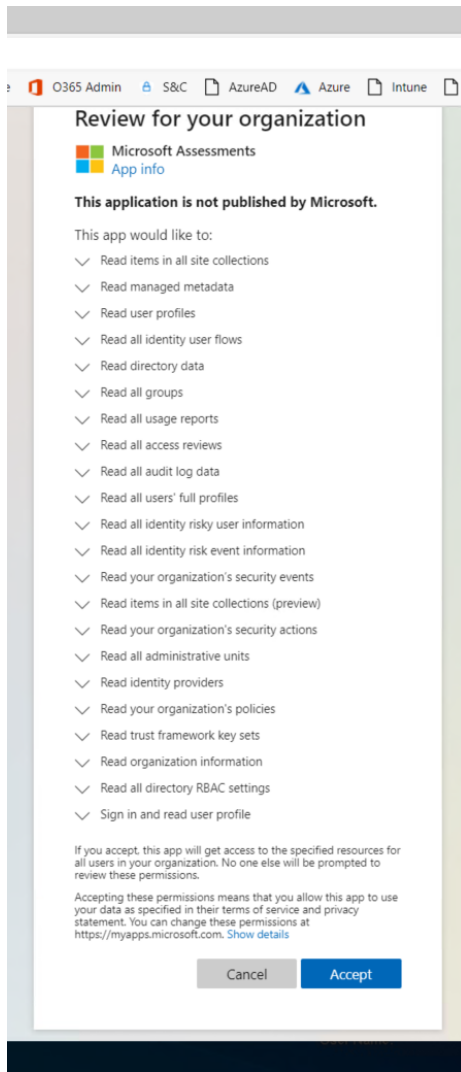 O365 Admin S&C AzureAD Azure Intune
Review for your organization
Microsoft Assessments
App info
This application is not published by Microsoft.
This app would like to:
Read items in all site collections
Read managed metadata
Read user profiles
Read all identity user flows
Read directory data
Read all groups
Read all usage reports
Read all access reviews
Read all audit log data
Read all users' full profiles
Read all identity risky user information
Read all identity risk event information
Read your organization's security events
Read items in all site collections (preview)
Read your organization's security actions
Read all administrative units
Read identity providers
Read your organization's policies
Read trust framework key sets
Read organization information
Read all directory RBAC settings
Sign in and read user profile
If you accept, this app will get access to the specified resources for
all users in your organization. No one else will be prompted to
review these permissions.
Accepting these permissions means that you allow this app to use
your data as specified in their terms of service and privacy
statement. You can change these permissions at
https://myapps.microsoft.com. Show details
Cancel Accept